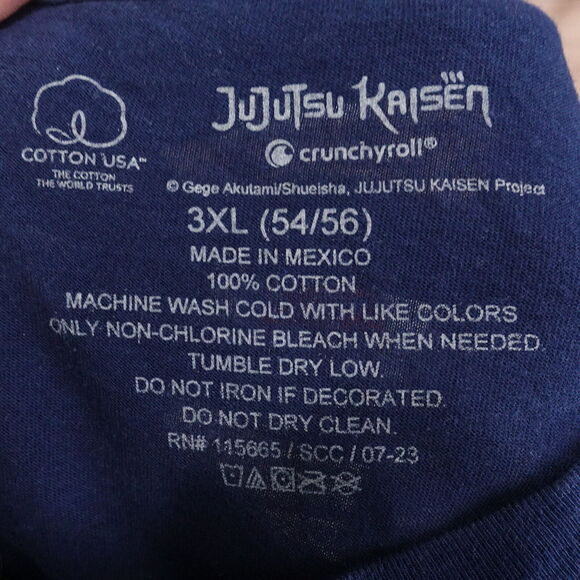 JUJUTSU KAISEN
crunchyroll®
COTTON USA™
THE COTTON
THE WORLD TRUSTS
© Gege Akutami/Shueisha, JUJUTSU KAISEN Project
3XL (54/56)
MADE IN MEXICO
100% COTTON
MACHINE WASH COLD WITH LIKE COLORS
ONLY NON-CHLORINE BLEACH WHEN NEEDED.
TUMBLE DRY LOW.
DO NOT IRON IF DECORATED.
DO NOT DRY CLEAN.
RN# 115665 / SCC / 07-23